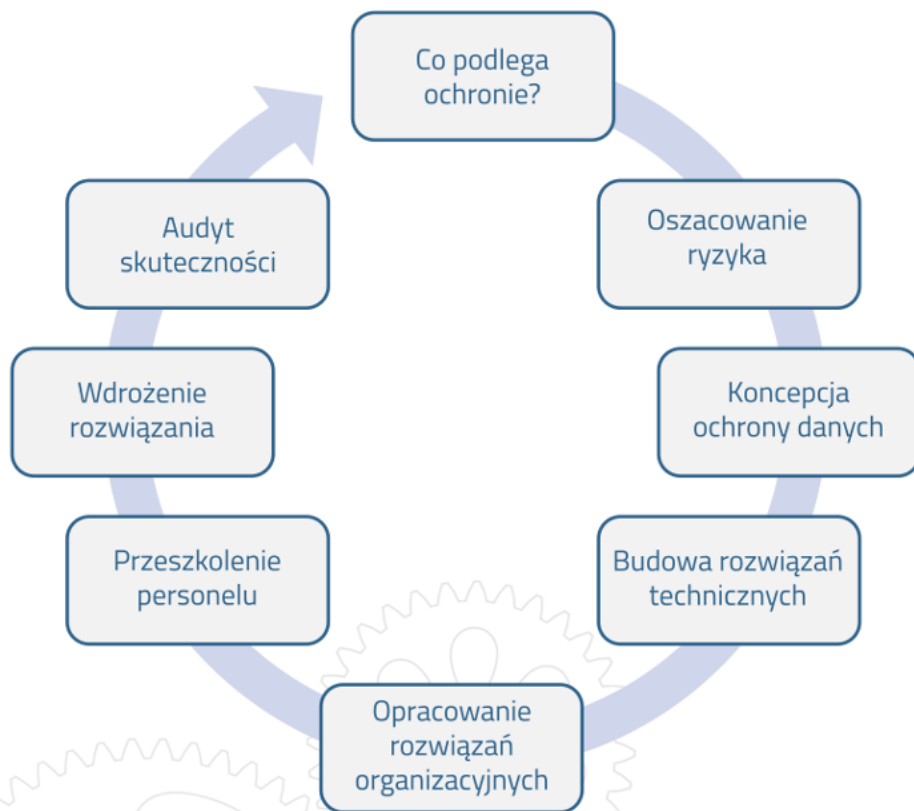 Co podlega
ochronie?
Oszacowanie
ryzyka
Koncepcja
ochrony danych
Budowa rozwiązań
technicznych
Opracowanie
rozwiązań
organizacyjnych
Przeszkolenie
personelu
Wdrożenie
rozwiązania
Audyt
skuteczności